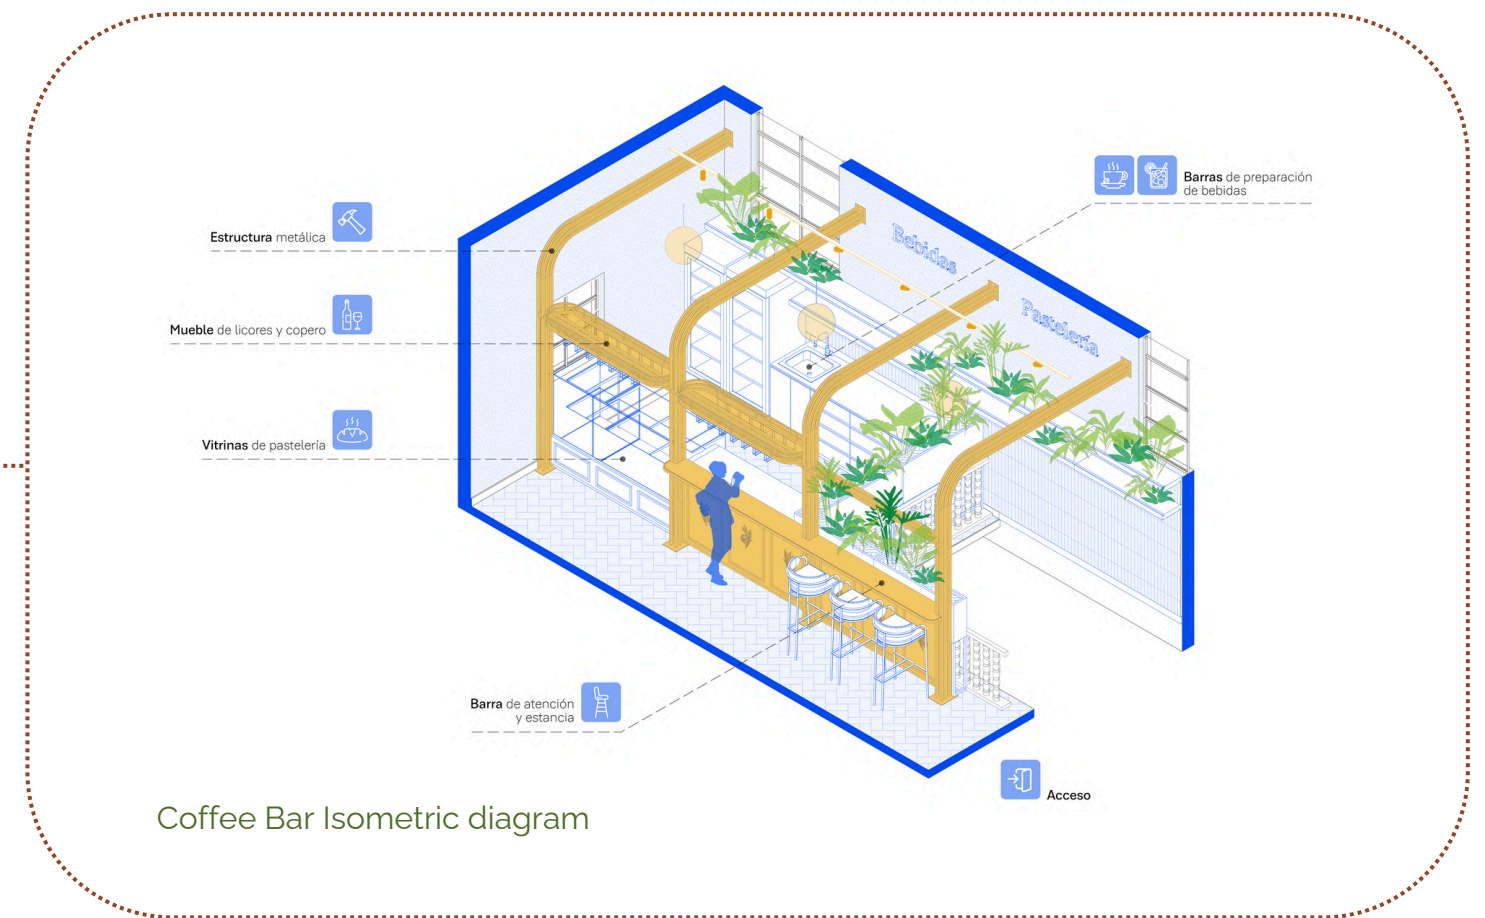 Estructura metálica
Mueble de licores y copero
Vitrinas de pastelería
Barras de preparación
de bebidas
Bebidas
Pastelería
Barra de atención
y estancia
Acceso
Coffee Bar Isometric diagram